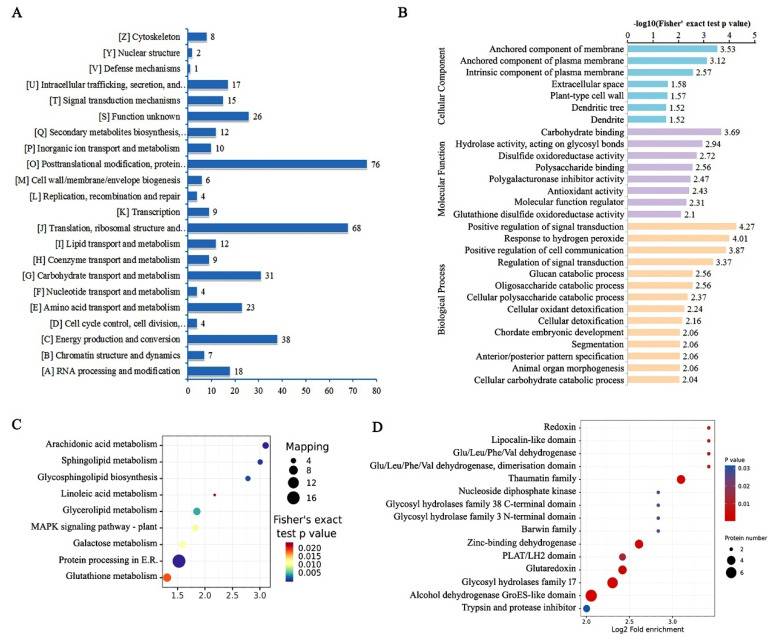 A
[Z] Cytoskeleton 8
[Y] Nuclear structure 2
[V] Defense mechanisms 1
[U] Intracellular trafficking, secretion, and.. 17
[T] Signal transduction mechanisms 15
[S] Function unknown 26
[Q] Secondary metabolites biosynthesis,.. 12
[P] Inorganic ion transport and metabolism 10
[O] Posttranslational modification, protein.. 76
[M] Cell wall/membrane/envelope biogenesis 6
[L] Replication, recombination and repair 4
[K] Transcription 9
[J] Translation, ribosomal structure and.. 68
[I] Lipid transport and metabolism 12
[H] Coenzyme transport and metabolism 9
[G] Carbohydrate transport and metabolism 31
[F] Nucleotide transport and metabolism 4
[E] Amino acid transport and metabolism 23
[D] Cell cycle control, cell division,.. 4
[C] Energy production and conversion 38
[B] Chromatin structure and dynamics 7
[A] RNA processing and modification 18
0 10 20 30 40 50 60 70 80
B
-log10(Fisher' exact test p value)
0 1 2 3 4 5
Cellular Component
Anchored component of membrane 3.53
Anchored component of plasma membrane 3.12
Intrinsic component of plasma membrane 2.57
Extracellular space 1.58
Plant-type cell wall 1.57
Dendritic tree 1.52
Dendrite 1.52
Molecular Function
Carbohydrate binding 3.69
Hydrolase activity, acting on glycosyl bonds 2.94
Disulfide oxidoreductase activity 2.72
Polysaccharide binding 2.56
Polygalacturonase inhibitor activity 2.47
Antioxidant activity 2.43
Molecular function regulator 2.31
Glutathione disulfide oxidoreductase activity 2.1
Biological Process
Positive regulation of signal transduction 4.27
Response to hydrogen peroxide 4.01
Positive regulation of cell communication 3.87
Regulation of signal transduction 3.37
Glucan catabolic process 2.56
Oligosaccharide catabolic process 2.56
Cellular polysaccharide catabolic process 2.37
Cellular oxidant detoxification 2.24
Cellular detoxification 2.16
Chordate embryonic development 2.06
Segmentation 2.06
Anterior/posterior pattern specification 2.06
Animal organ morphogenesis 2.06
Cellular carbohydrate catabolic process 2.04
C
Arachidonic acid metabolism
Sphingolipid metabolism
Glycosphingolipid biosynthesis
Linoleic acid metabolism
Glycerolipid metabolism
MAPK signaling pathway - plant
Galactose metabolism
Protein processing in E.R.
Glutathione metabolism
1.5 2.0 2.5 3.0
Mapping
4
8
12
16
Fisher's exact
test p value
0.020
0.015
0.010
0.005
D
Redoxin
Lipocalin-like domain
Glu/Leu/Phe/Val dehydrogenase
Glu/Leu/Phe/Val dehydrogenase, dimerisation domain
Thaumatin family
Nucleoside diphosphate kinase
Glycosyl hydrolases family 38 C-terminal domain
Glycosyl hydrolase family 3 N-terminal domain
Barwin family
Zinc-binding dehydrogenase
PLAT/LH2 domain
Glutaredoxin
Glycosyl hydrolases family 17
Alcohol dehydrogenase GroES-like domain
Trypsin and protease inhibitor
2.0 2.5 3.0
Log2 Fold enrichment
P value
0.03
0.02
0.01
Protein number
2
4
6